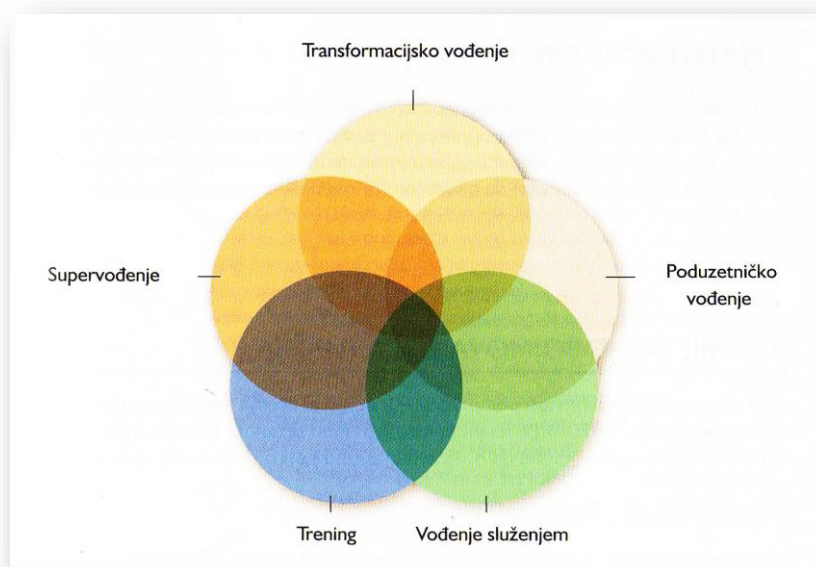 Transformacijsko vođenje
Supervođenje
Poduzetničko
vođenje
Trening
Vođenje služenjem